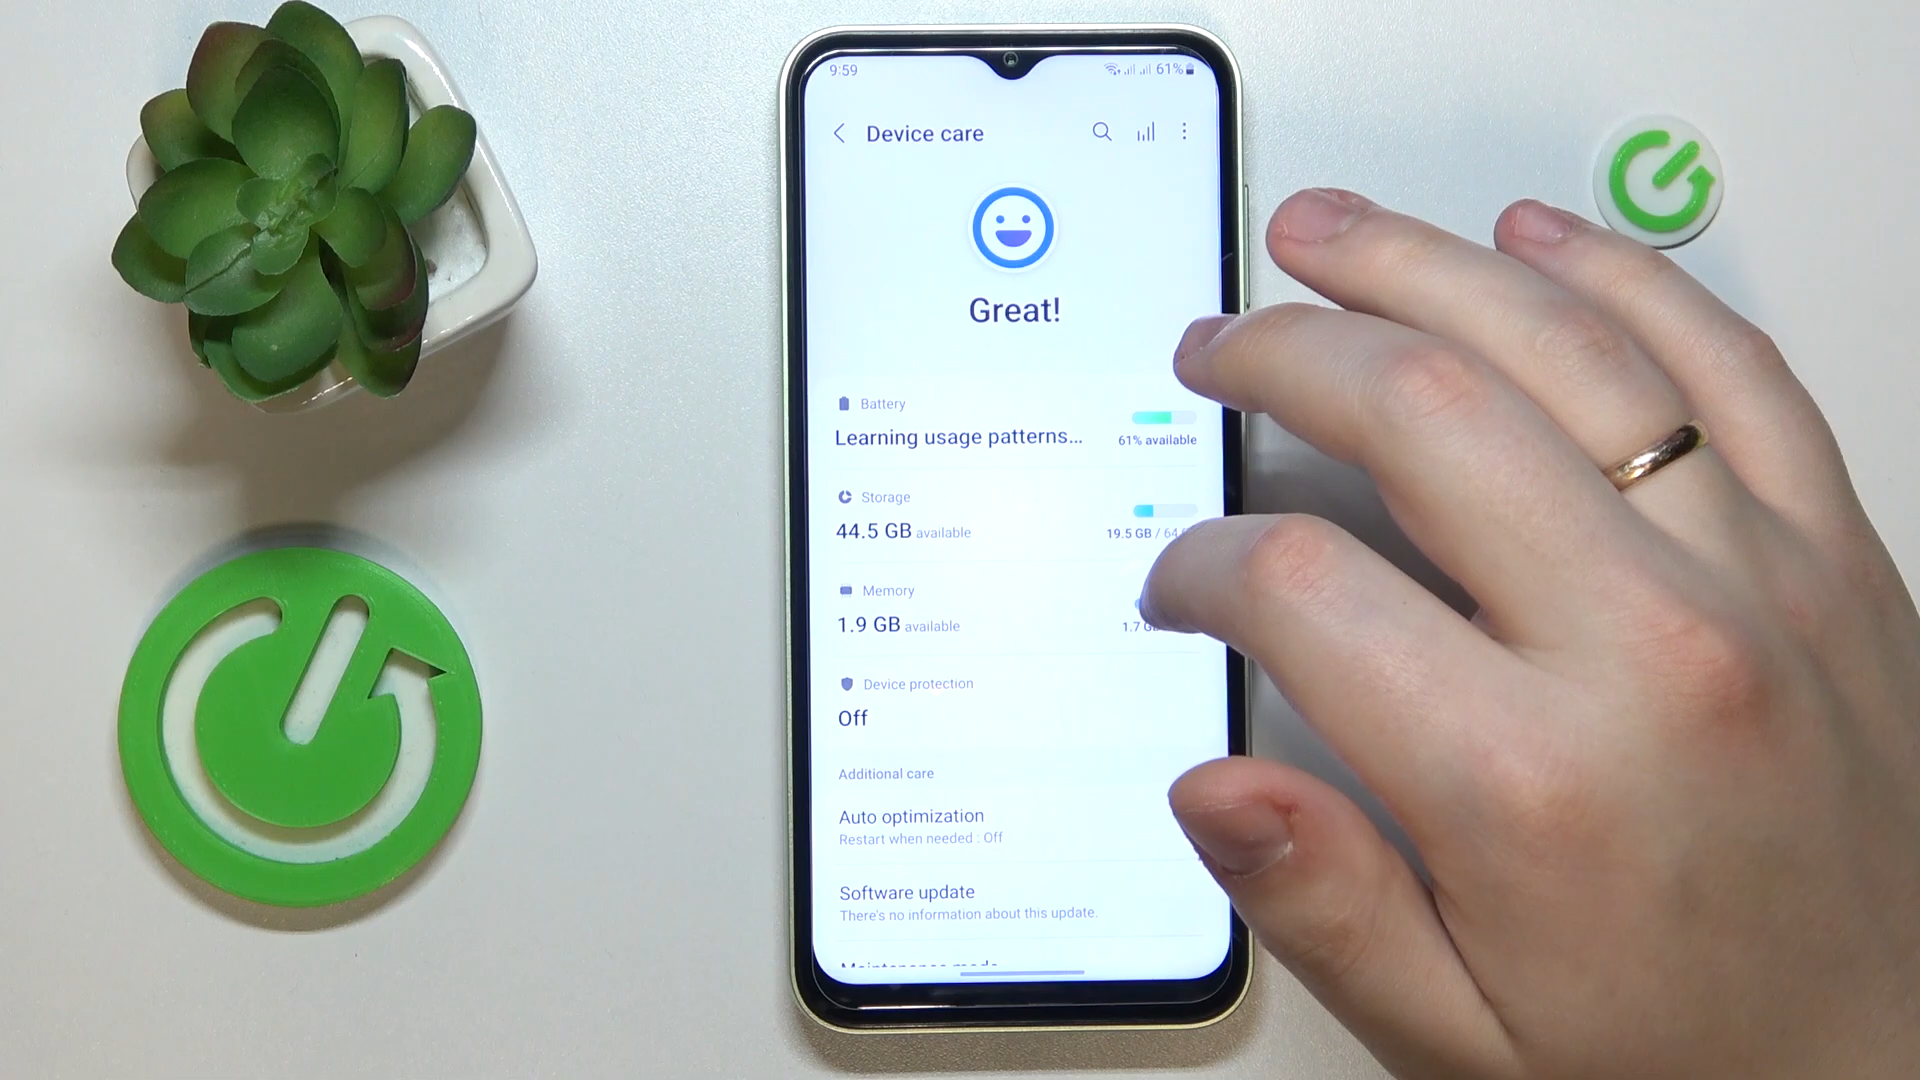 9:59
61%
Device care
Great!
Battery
Learning usage patterns...
61% available
Storage
44.5 GB available
19.5 GB /
Memory
1.9 GB available
1.7
Device protection
Off
Additional care
Auto optimization
Restart when needed : Off
Software update
There's no information about this update.